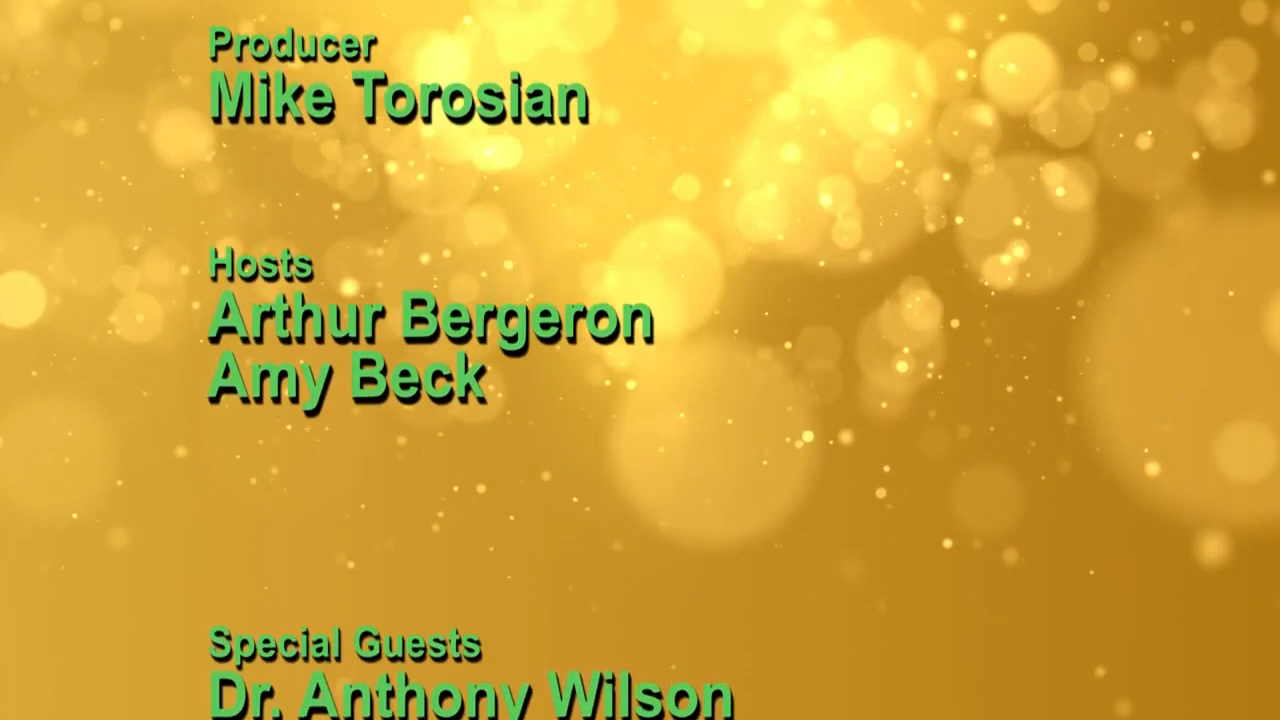 Producer
Mike Torosian
Hosts
Arthur Bergeron
Amy Beck
Special Guests
Dr. Anthony Wilson